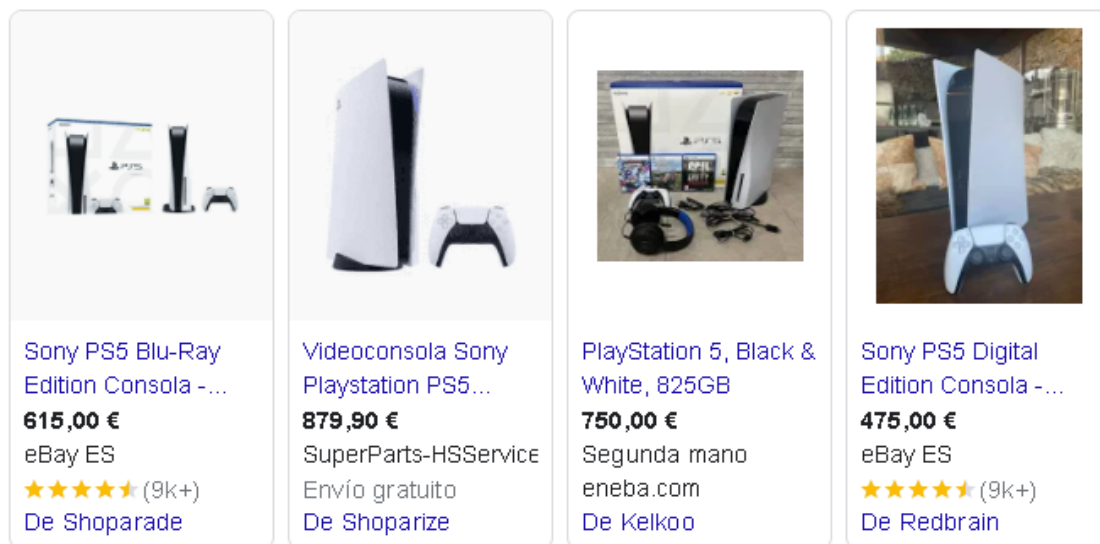 PS5
PS5
Sony PS5 Blu-Ray
Edition Consola -...
615,00 €
eBay ES
(9k+)
De Shoparade
Videoconsola Sony
Playstation PS5...
879,90 €
SuperParts-HSService
Envío gratuito
De Shoparize
PlayStation 5, Black &
White, 825GB
750,00 €
Segunda mano
eneba.com
De Kelkoo
Sony PS5 Digital
Edition Consola -...
475,00 €
eBay ES
(9k+)
De Redbrain